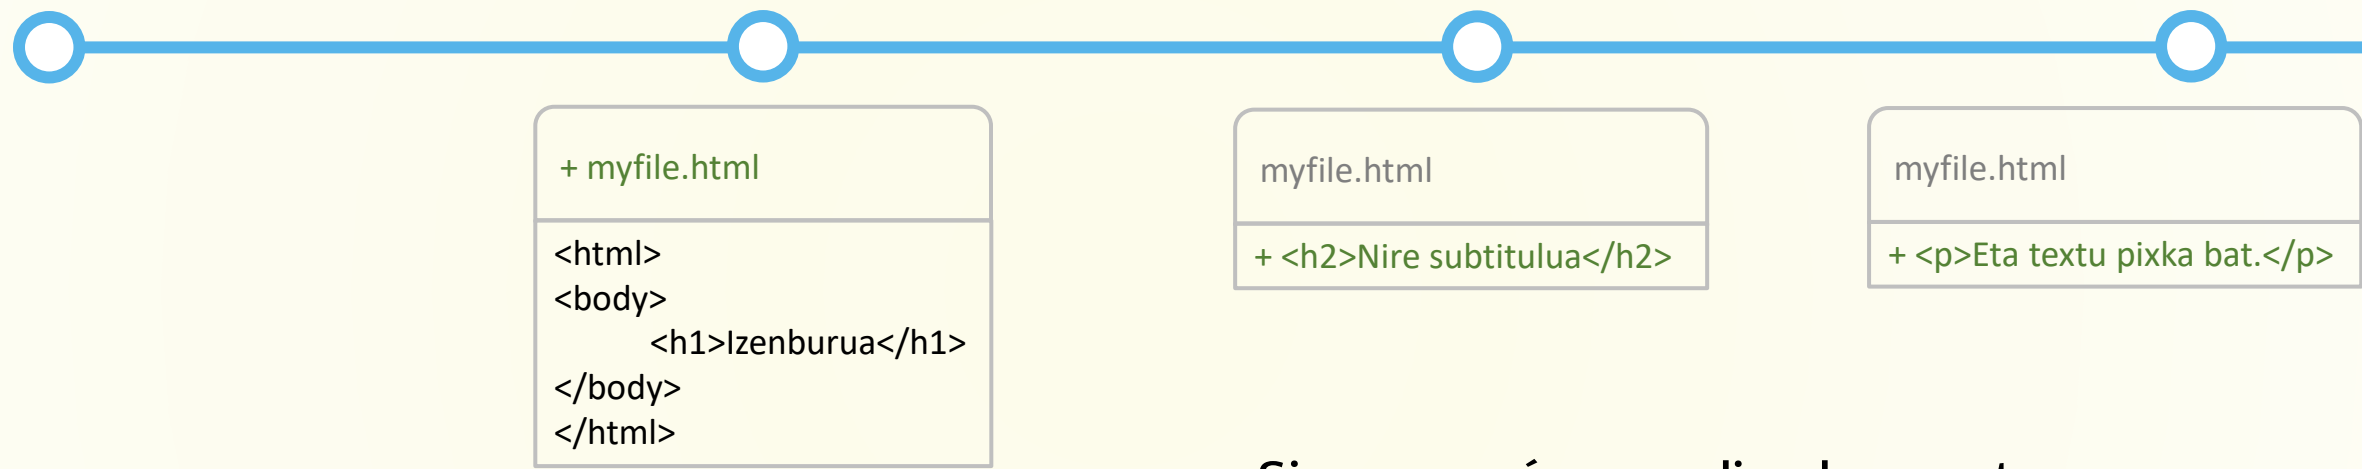 + myfile.html
<html>
<body>
<h1>Izenburua</h1>
</body>
</html>
myfile.html
+ <h2>Nire subtitulua</h2>
myfile.html
+ <p>Eta textu pixka bat.</p>